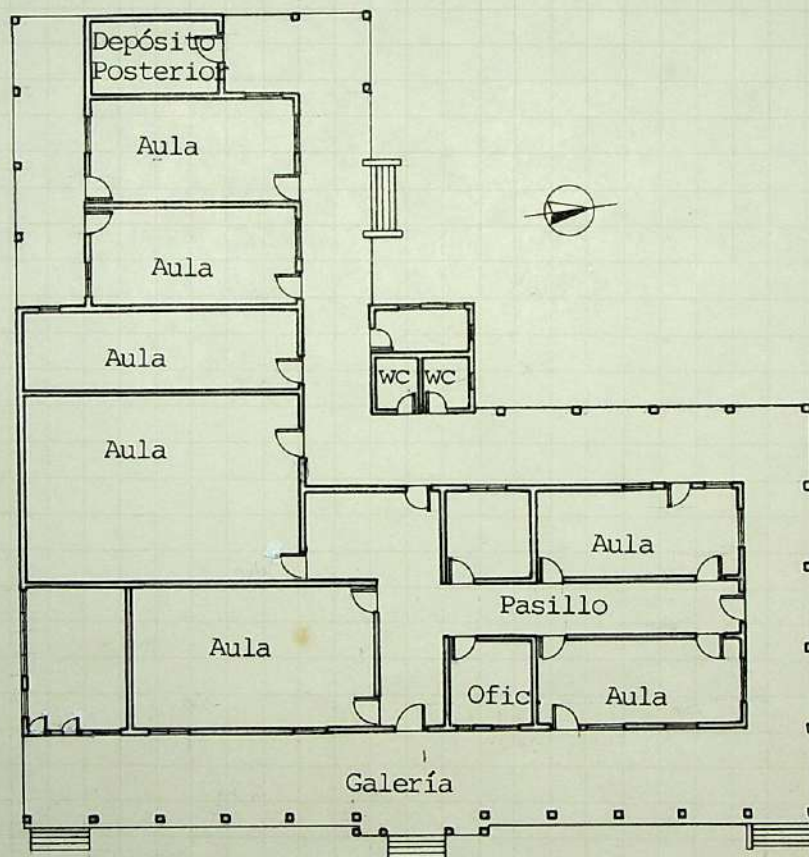 Depósito
Posterior
Aula
Aula
Aula
WC WC
Aula
Aula
Pasillo
Aula
Ofic.
Aula
Galería